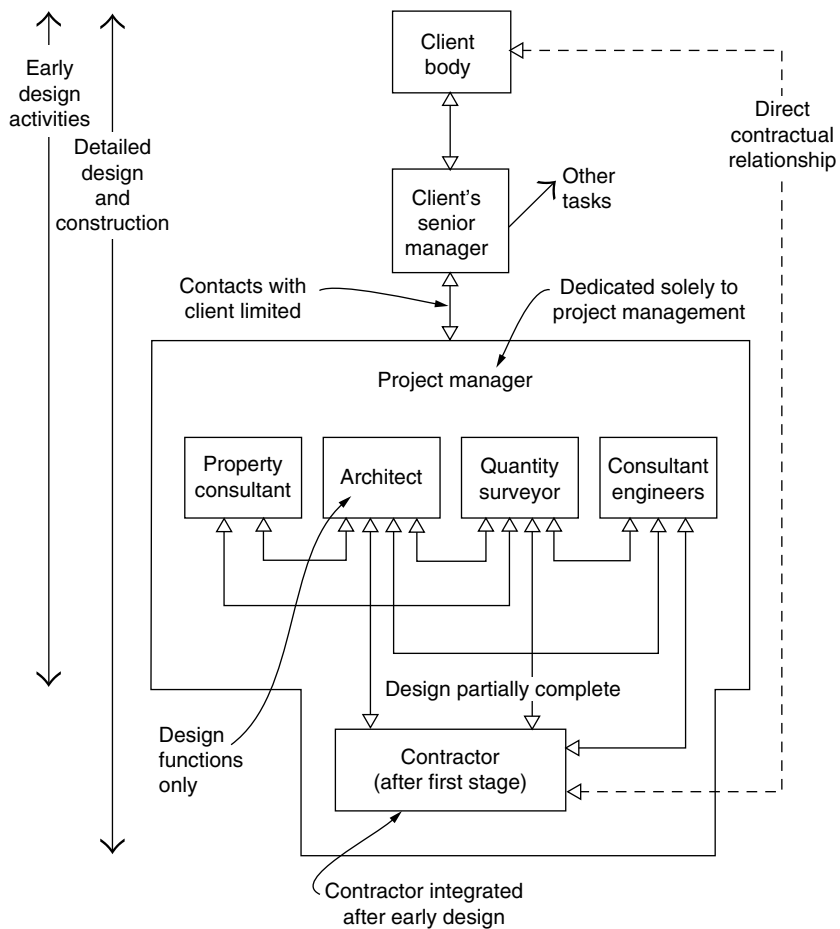 Early
design
activities
Detailed
design
and
construction
Client
body
Direct
contractual
relationship
Client's
senior
manager
Other
tasks
Contacts with
client limited
Dedicated solely to
project management
Project manager
Property
consultant
Architect
Quantity
surveyor
Consultant
engineers
Design partially complete
Design
functions
only
Contractor
(after first stage)
Contractor integrated
after early design